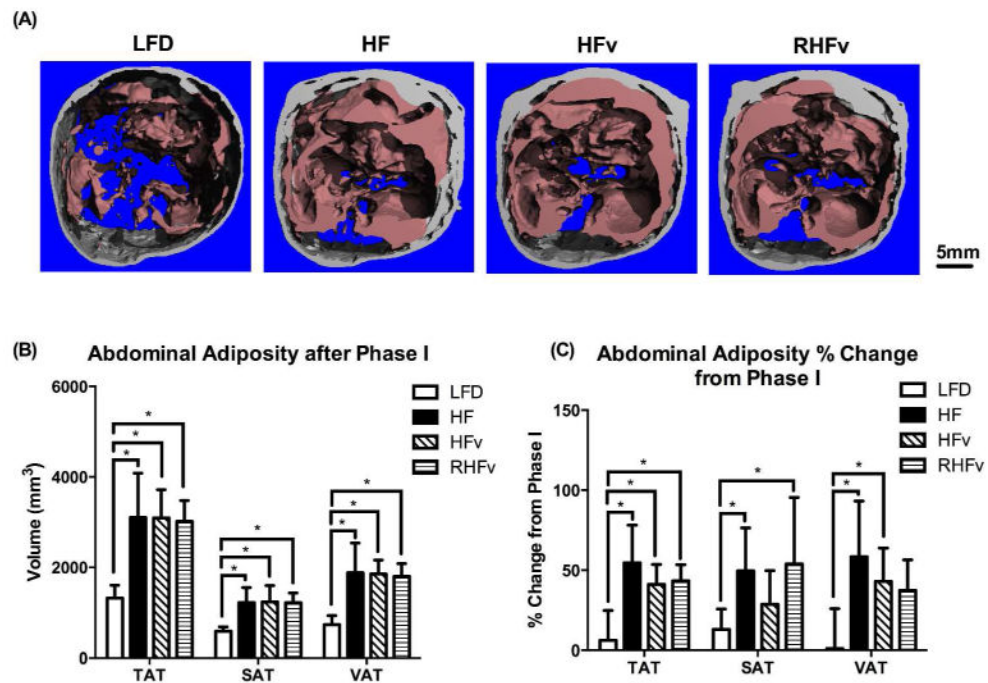 (A)
LFD HF HFv RHFv
5mm
(B) Abdominal Adiposity after Phase I
LFD
HF
HFv
RHFv
Volume (mm³)
6000
4000
2000
0
* * *
* * *
* * *
TAT SAT VAT
(C) Abdominal Adiposity % Change
from Phase I
LFD
HF
HFv
RHFv
% Change from Phase I
150
100
50
0
* * *
* *
* *
TAT SAT VAT